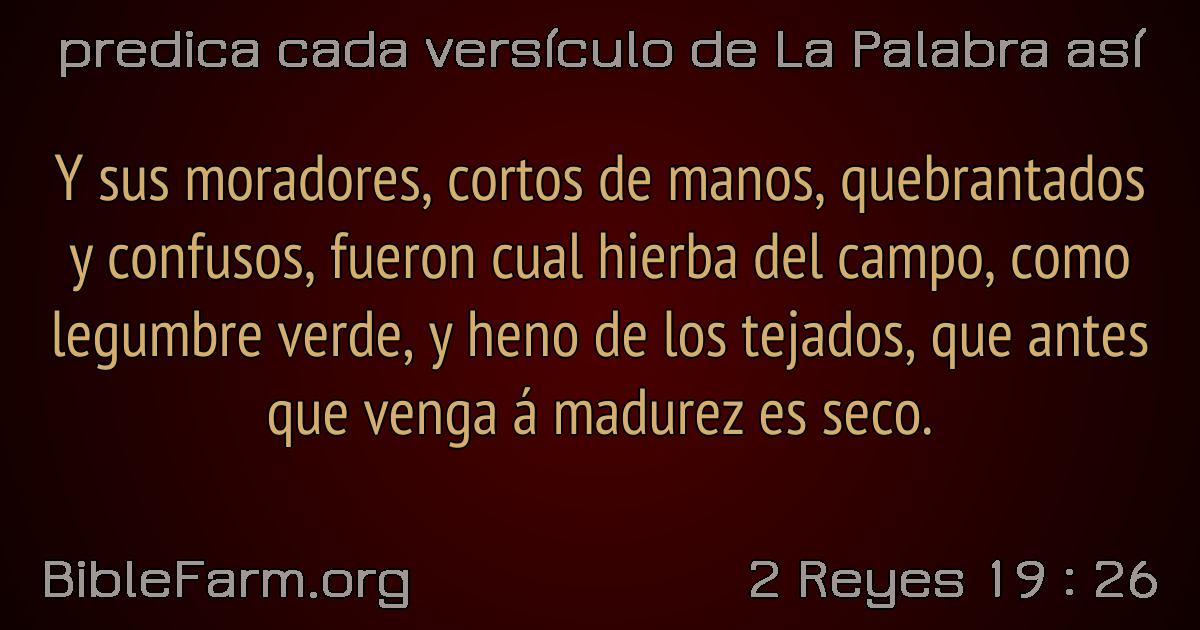 predica cada versículo de La Palabra así
Y sus moradores, cortos de manos, quebrantados
y confusos, fueron cual hierba del campo, como
legumbre verde, y heno de los tejados, que antes
que venga á madurez es seco.
BibleFarm.org
2 Reyes 19 : 26